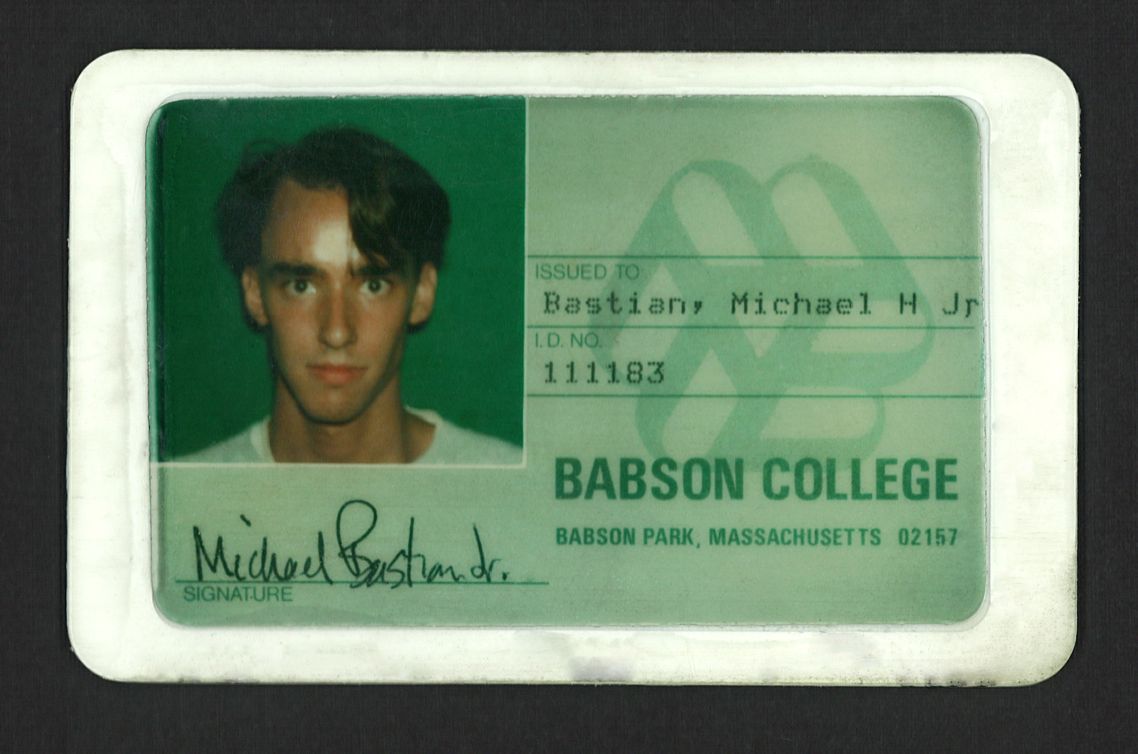 ISSUED TO
Bastian, Michael H Jr
I.D. NO.
111183
BABSON COLLEGE
BABSON PARK, MASSACHUSETTS 02157
Michael Bastian Jr.
SIGNATURE